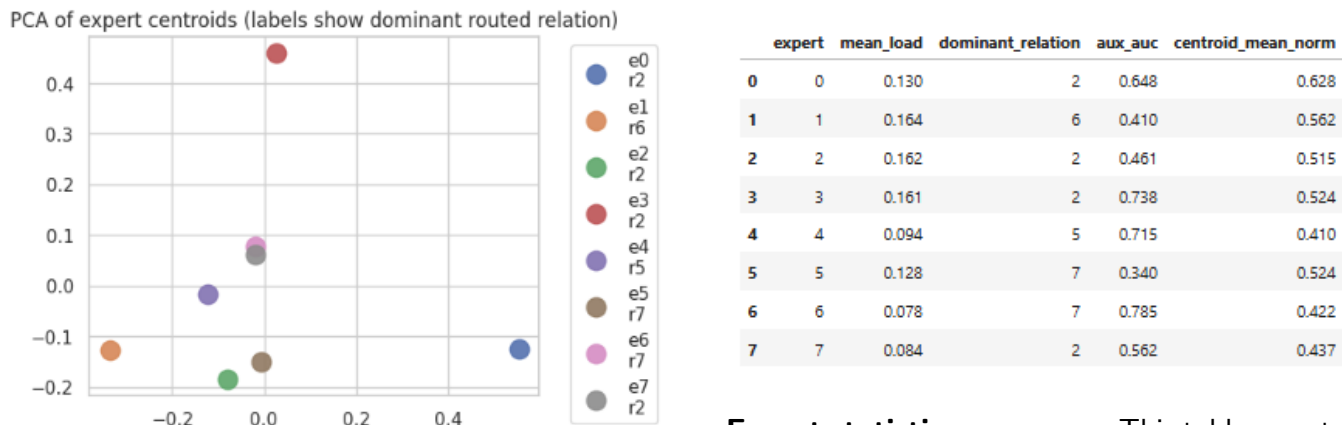 PCA of expert centroids (labels show dominant routed relation)
0.4
0.3
0.2
0.1
0.0
−0.1
−0.2
−0.2 0.0 0.2 0.4
e0
r2
e1
r6
e2
r2
e3
r2
e4
r5
e5
r7
e6
r7
e7
r2
expert mean_load dominant_relation aux_auc centroid_mean_norm
0 0 0.130 2 0.648 0.628
1 1 0.164 6 0.410 0.562
2 2 0.162 2 0.461 0.515
3 3 0.161 2 0.738 0.524
4 4 0.094 5 0.715 0.410
5 5 0.128 7 0.340 0.524
6 6 0.078 7 0.785 0.422
7 7 0.084 2 0.562 0.437